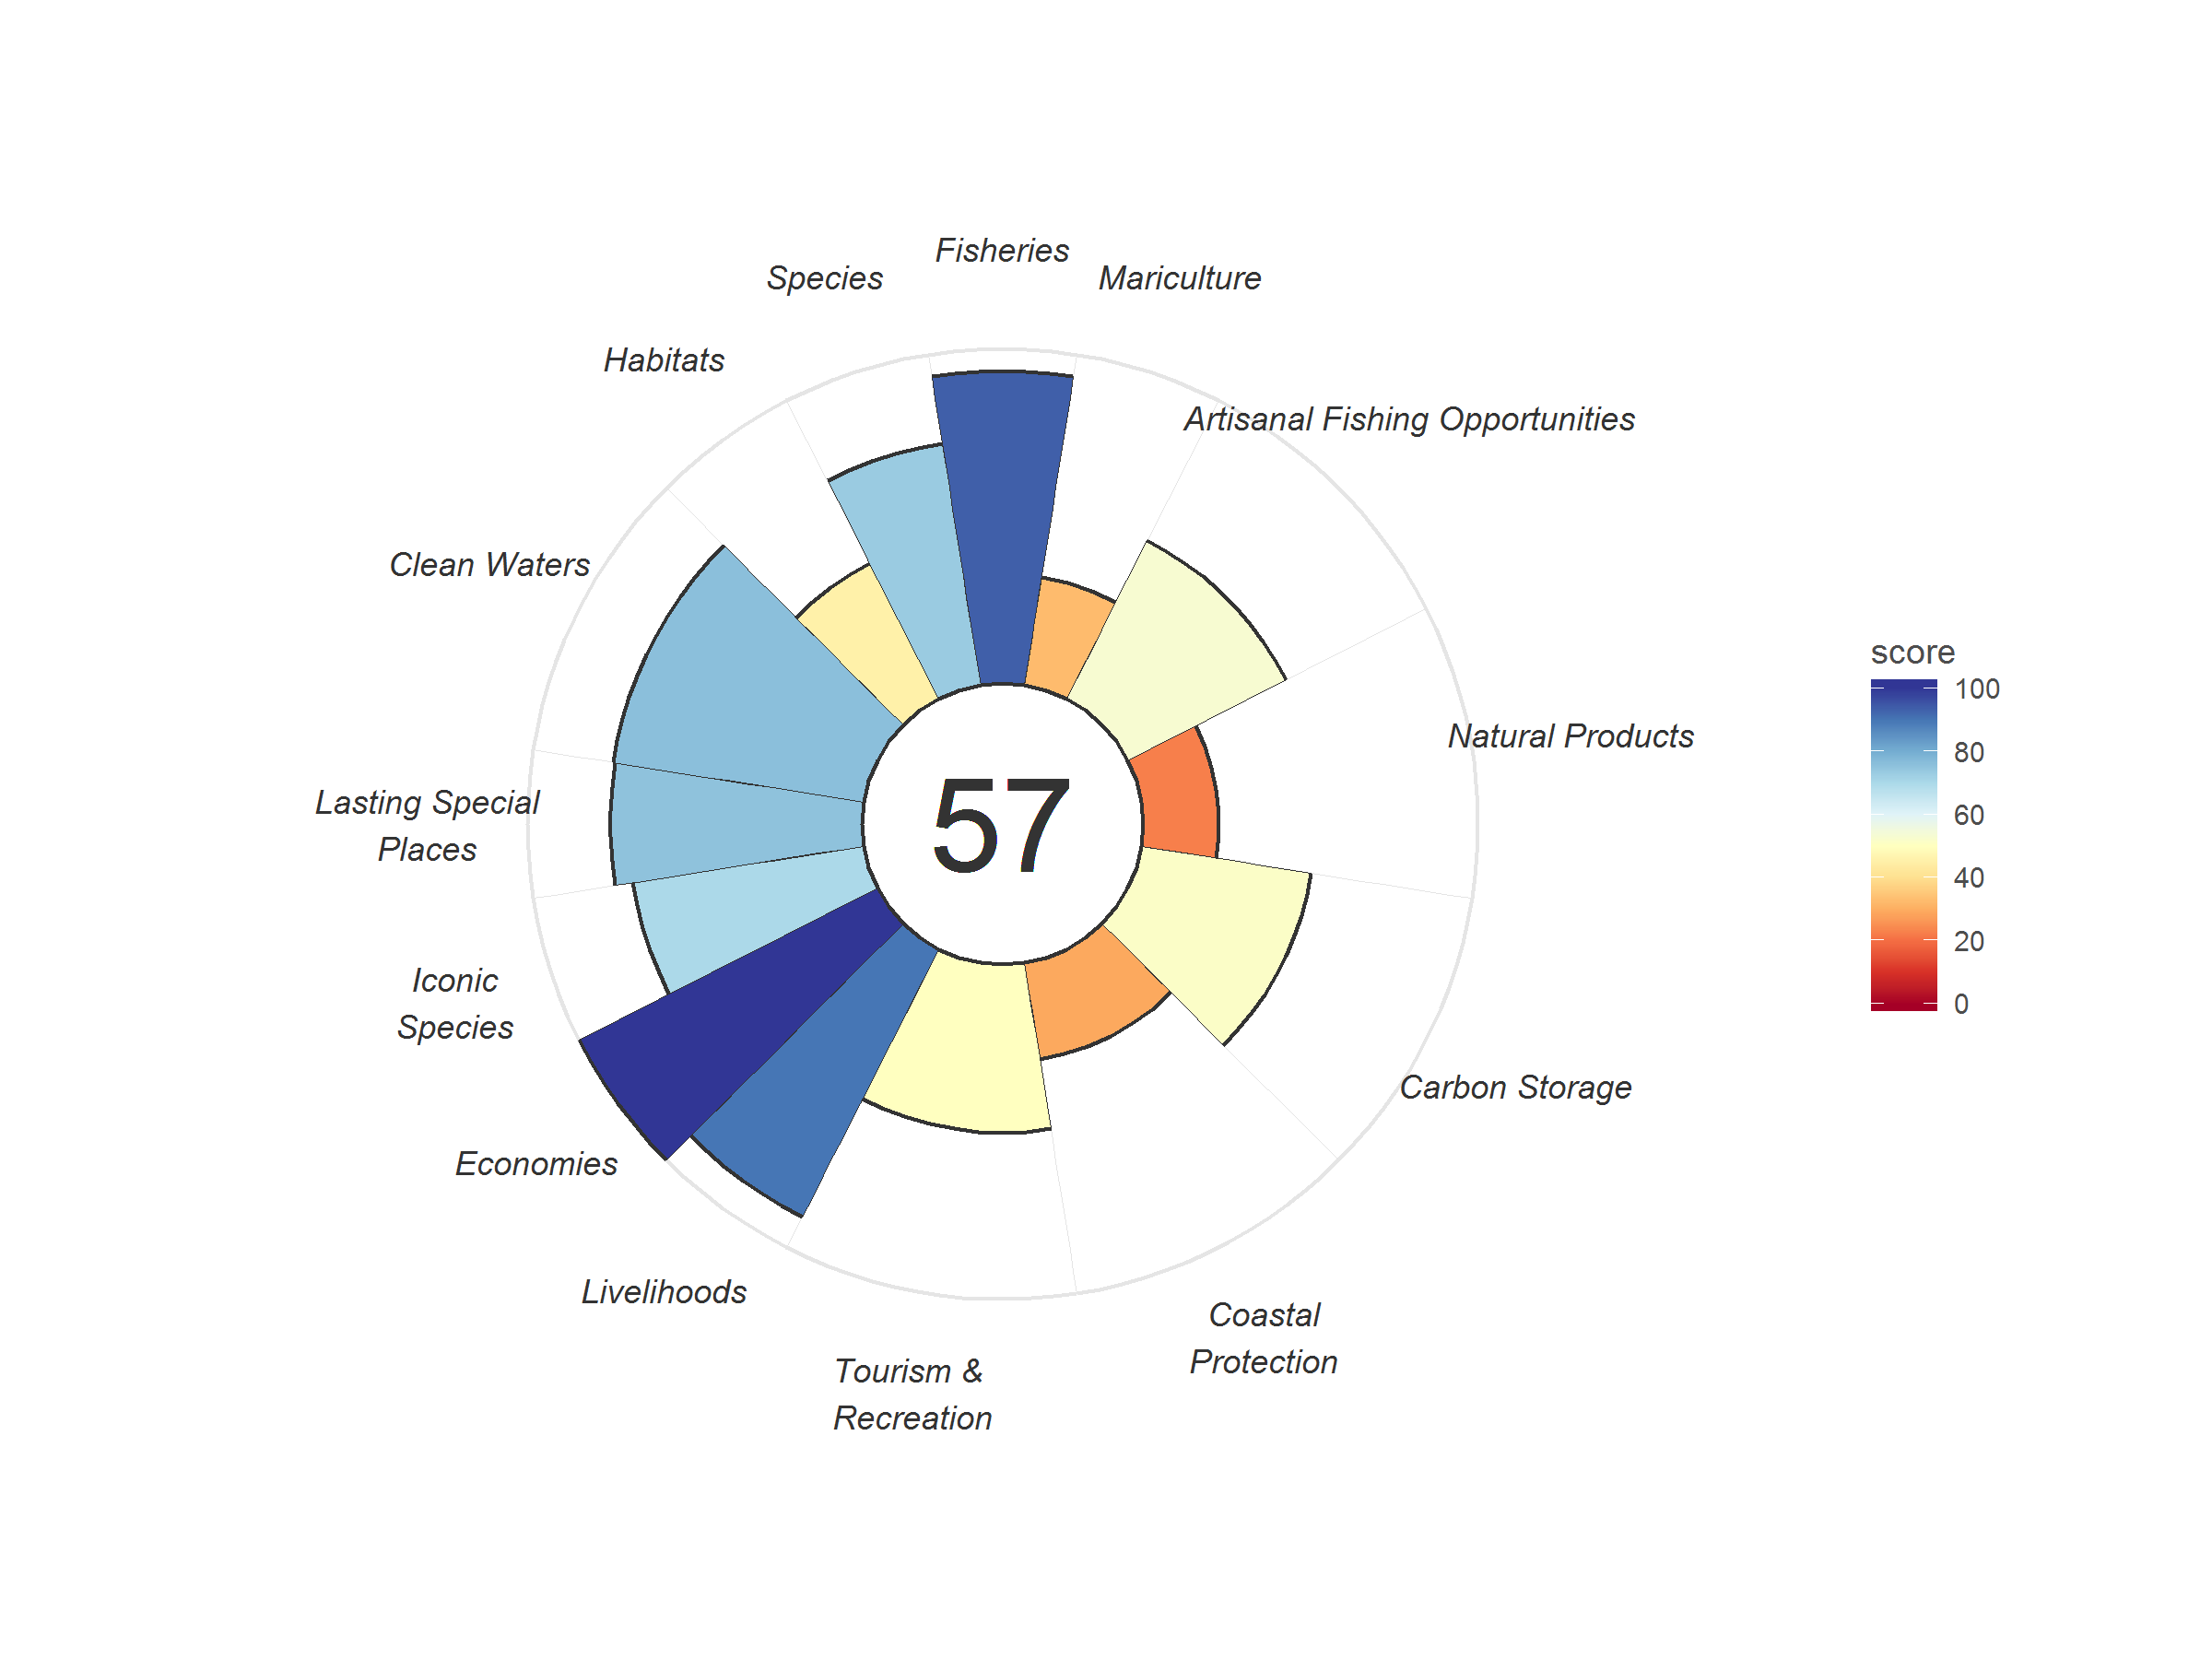 Fisheries
Species
Mariculture
Habitats
Artisanal Fishing Opportunities
Clean Waters
Natural Products
Lasting Special
Places
57
Iconic
Species
Carbon Storage
Economies
Livelihoods
Coastal
Protection
Tourism &
Recreation
score
100
80
60
40
20
0